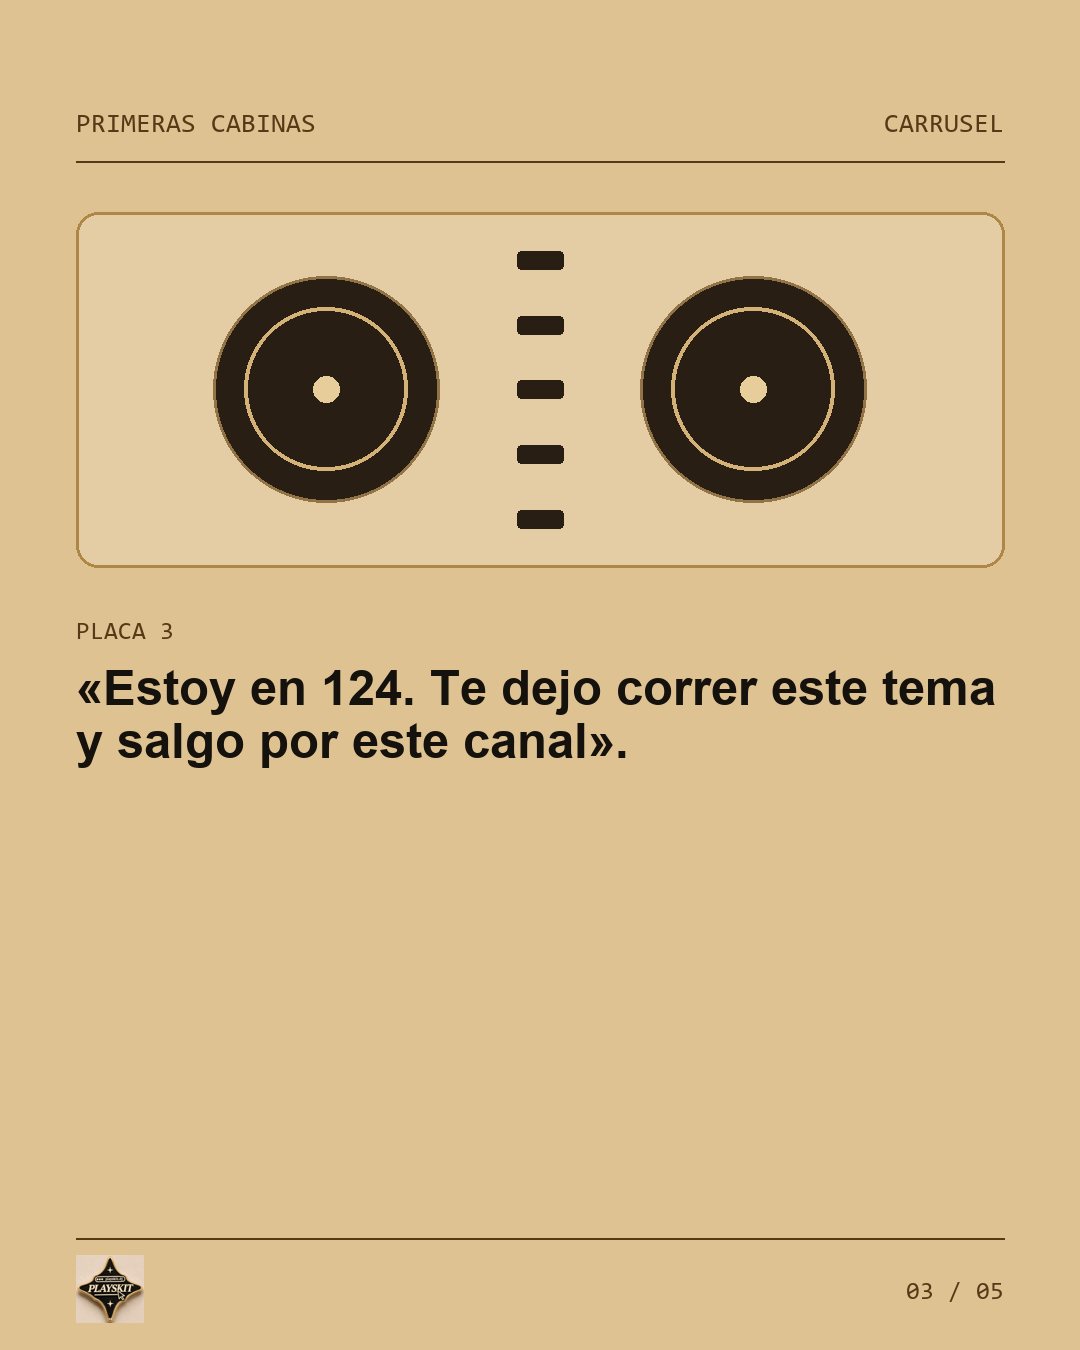 PRIMERAS CABINAS
CARRUSEL
PLACA 3
«Estoy en 124. Te dejo correr este tema
y salgo por este canal».
PLAYSKIT
03 / 05